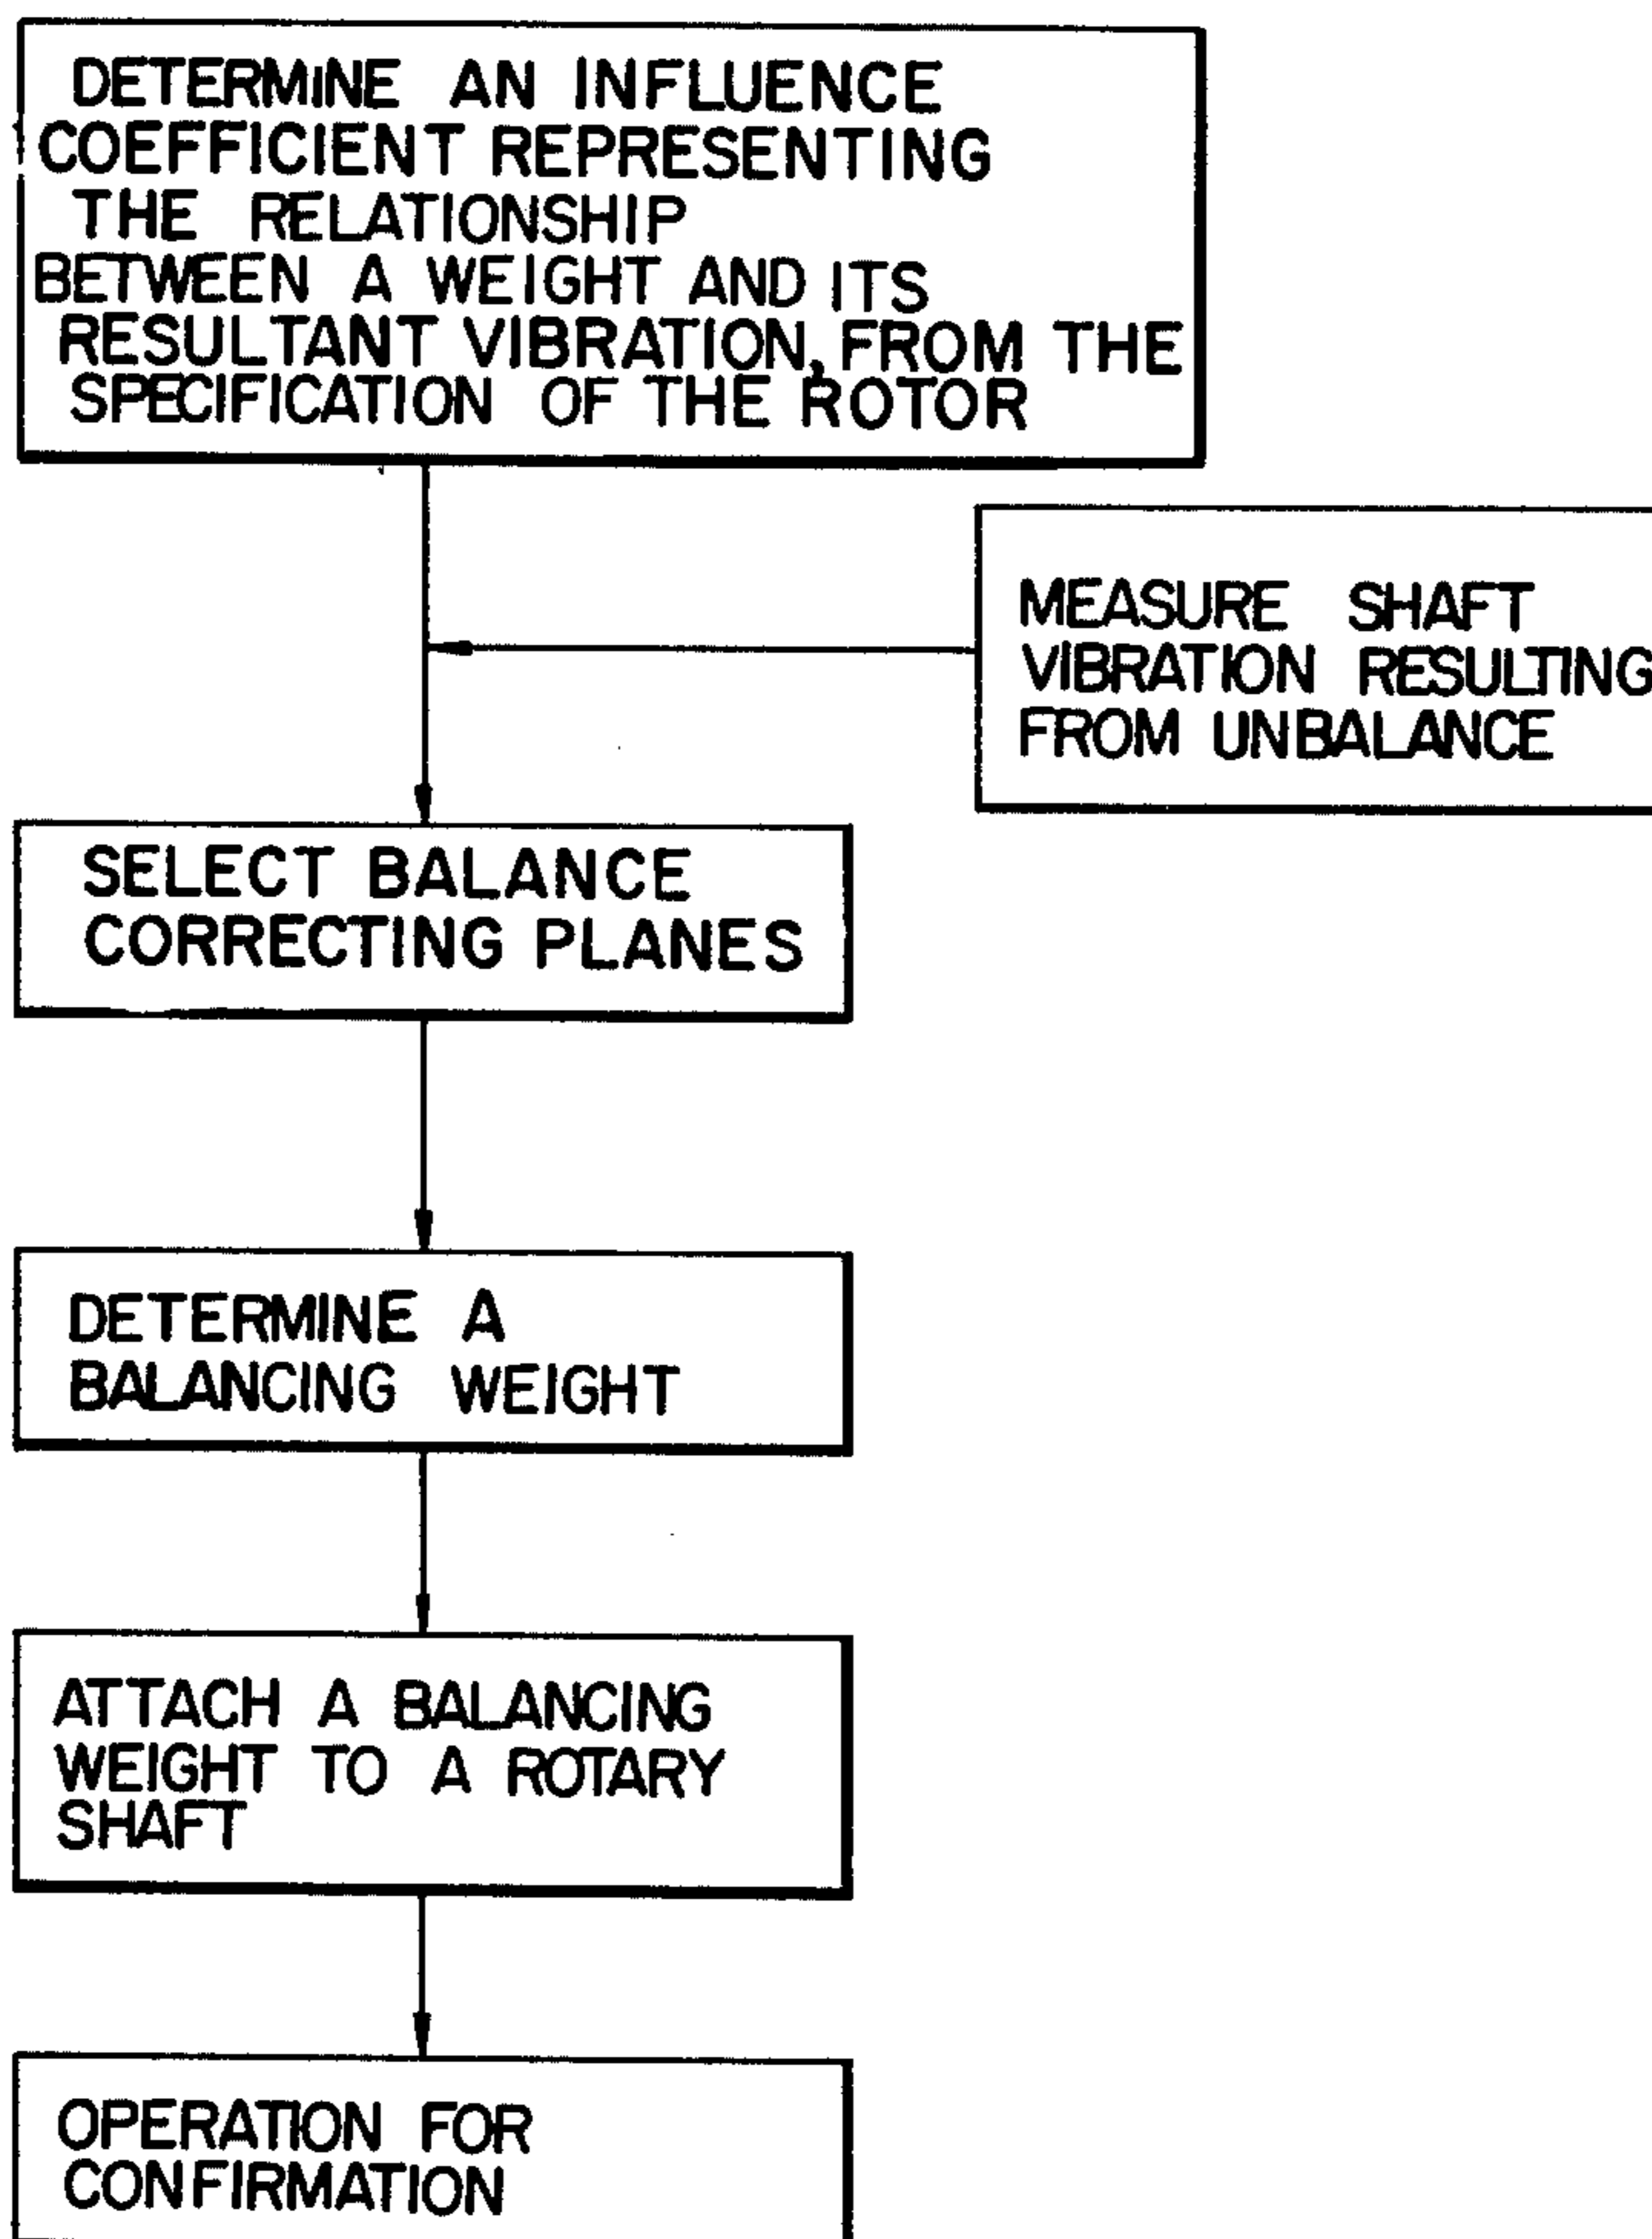 DETERMINE AN INFLUENCE
COEFFICIENT REPRESENTING
THE RELATIONSHIP
BETWEEN A WEIGHT AND ITS
RESULTANT VIBRATION, FROM THE
SPECIFICATION OF THE ROTOR
MEASURE SHAFT
VIBRATION RESULTING
FROM UNBALANCE
SELECT BALANCE
CORRECTING PLANES
DETERMINE A
BALANCING WEIGHT
ATTACH A BALANCING
WEIGHT TO A ROTARY
SHAFT
OPERATION FOR
CONFIRMATION